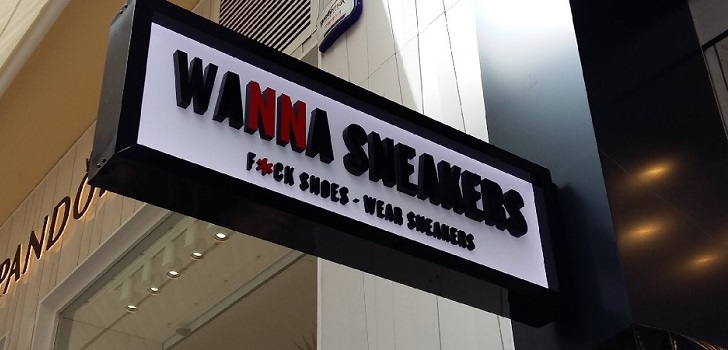 WANNA SNEAKERS
F*CK SHOES - WEAR SNEAKERS
PANDO